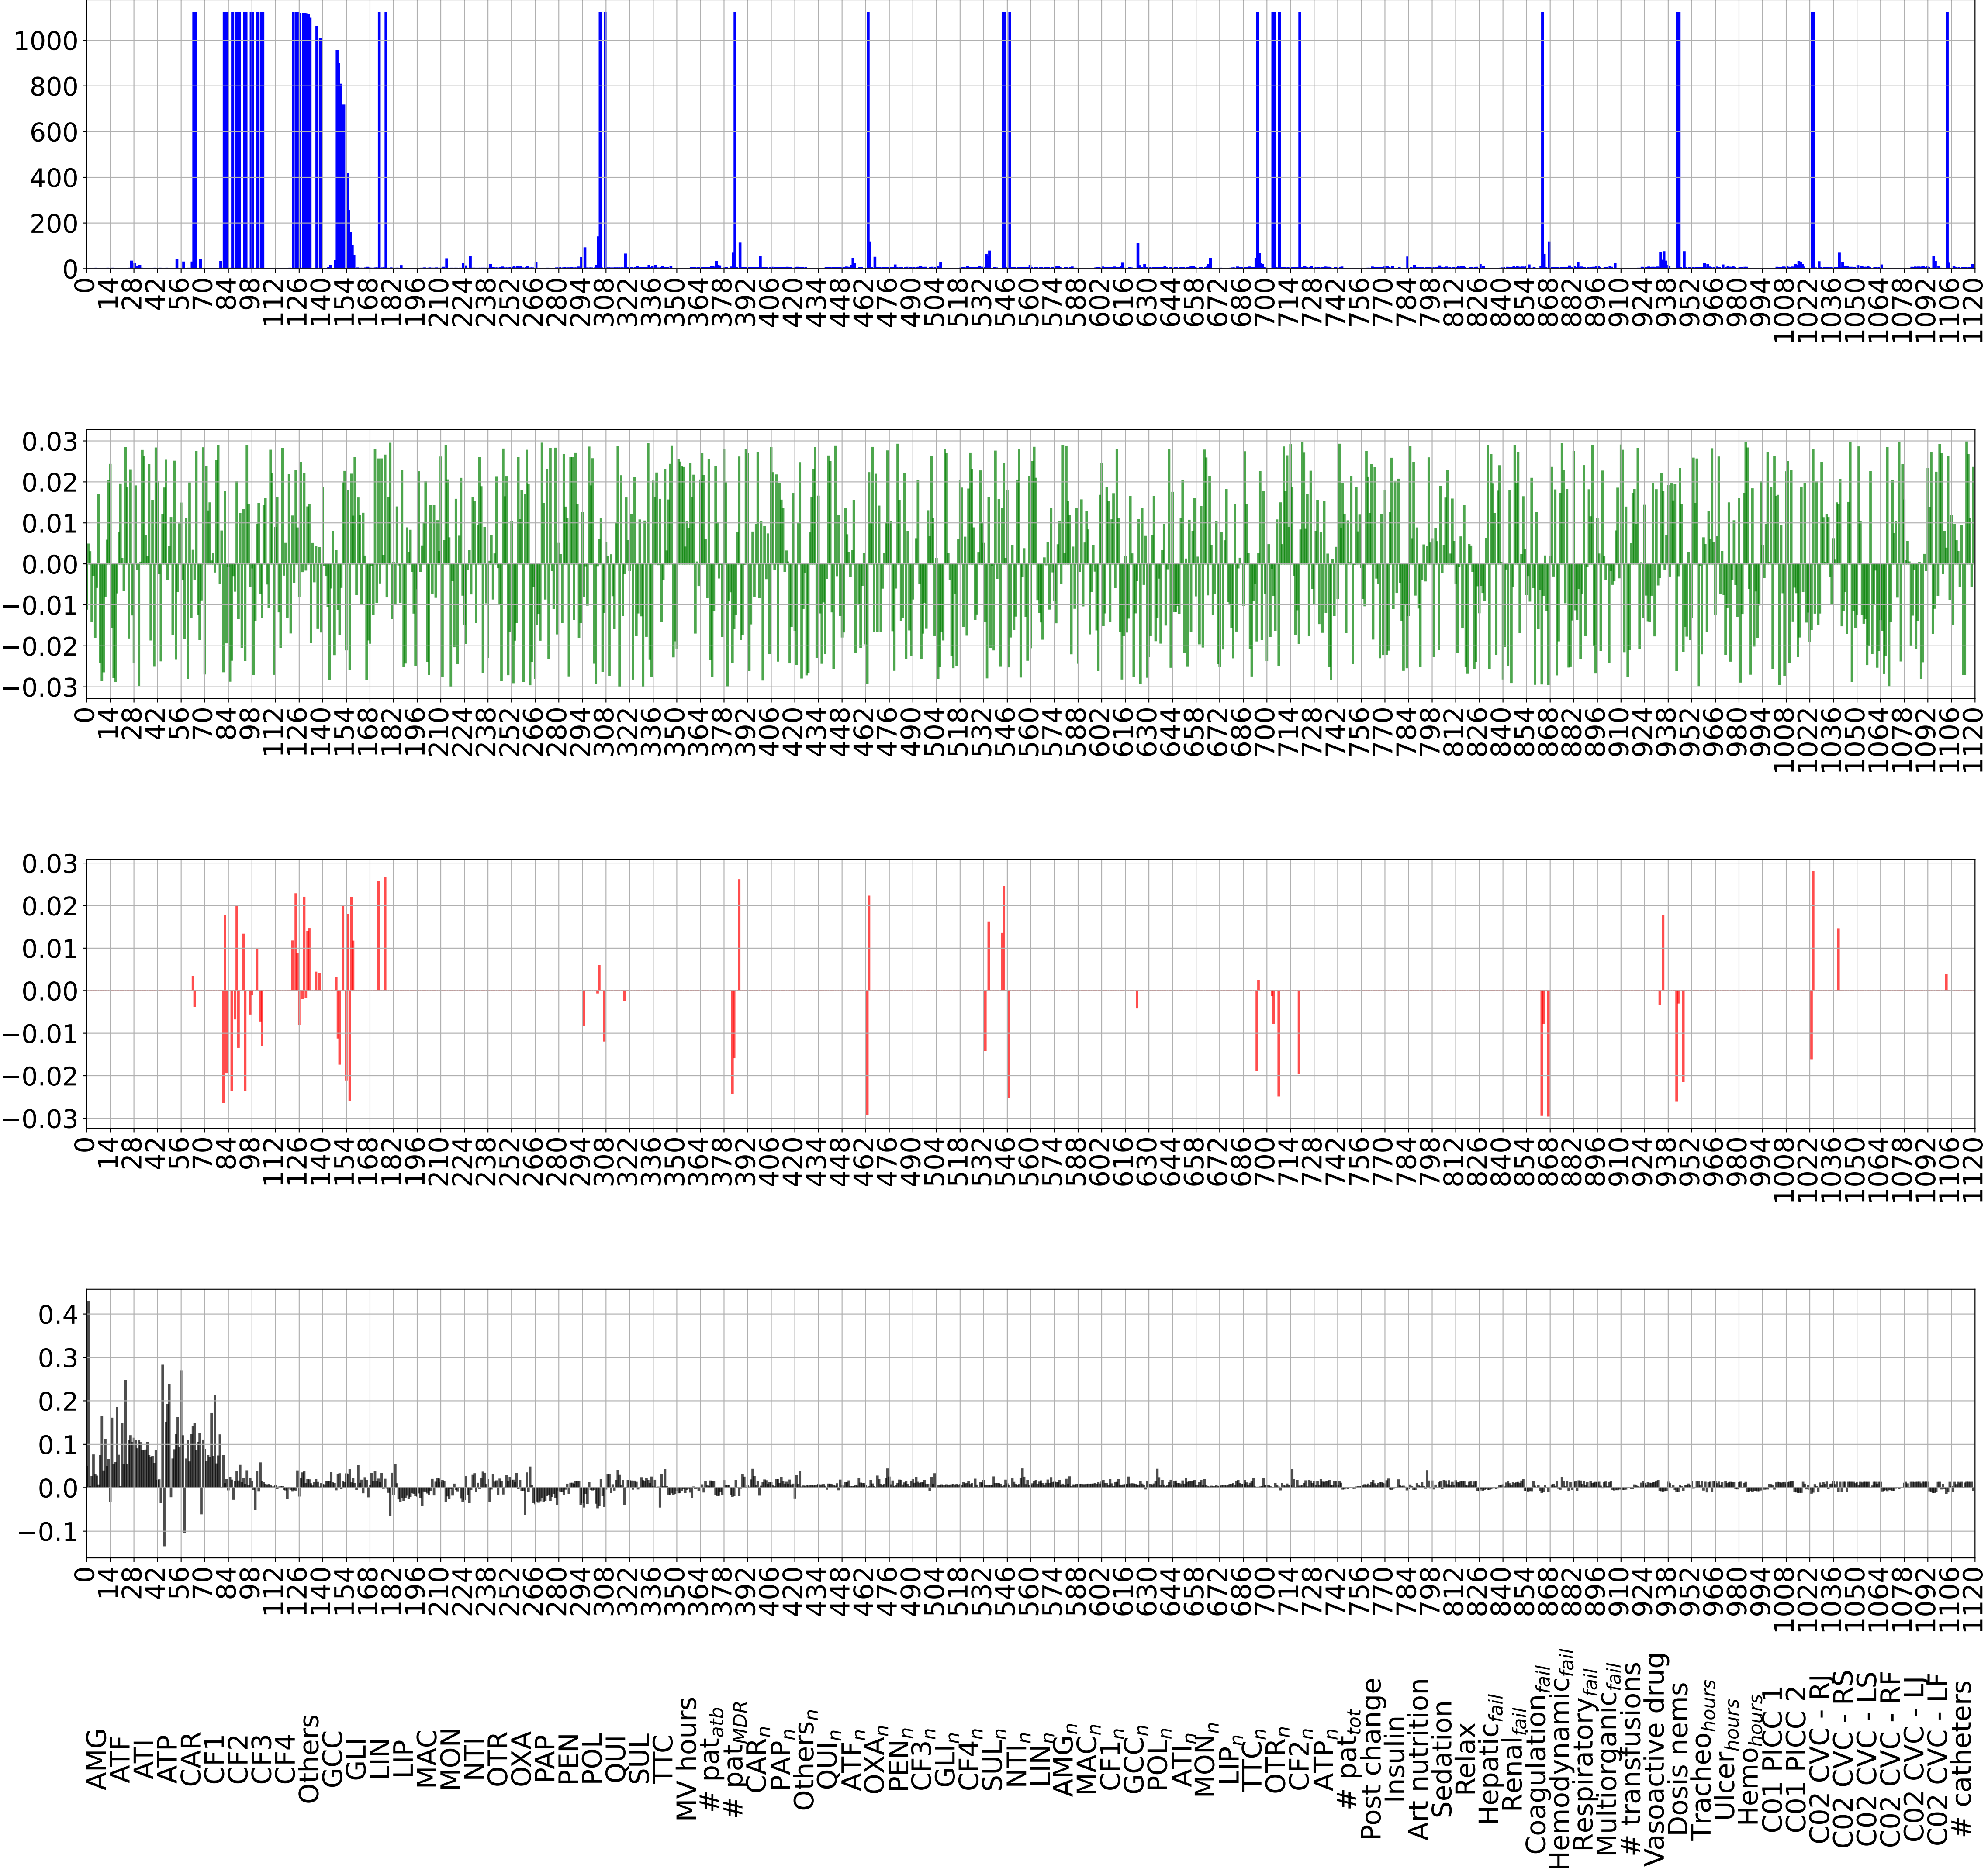 1000
800
600
400
200
0
0 14 28 42 56 70 84 98 112 126 140 154 168 182 196 210 224 238 252 266 280 294 308 322 336 350 364 378 392 406 420 434 448 462 476 490 504 518 532 546 560 574 588 602 616 630 644 658 672 686 700 714 728 742 756 770 784 798 812 826 840 854 868 882 896 910 924 938 952 966 980 994 1008 1022 1036 1050 1064 1078 1092 1106 1120
0.03
0.02
0.01
0.00
−0.01
−0.02
−0.03
0 14 28 42 56 70 84 98 112 126 140 154 168 182 196 210 224 238 252 266 280 294 308 322 336 350 364 378 392 406 420 434 448 462 476 490 504 518 532 546 560 574 588 602 616 630 644 658 672 686 700 714 728 742 756 770 784 798 812 826 840 854 868 882 896 910 924 938 952 966 980 994 1008 1022 1036 1050 1064 1078 1092 1106 1120
0.03
0.02
0.01
0.00
−0.01
−0.02
−0.03
0 14 28 42 56 70 84 98 112 126 140 154 168 182 196 210 224 238 252 266 280 294 308 322 336 350 364 378 392 406 420 434 448 462 476 490 504 518 532 546 560 574 588 602 616 630 644 658 672 686 700 714 728 742 756 770 784 798 812 826 840 854 868 882 896 910 924 938 952 966 980 994 1008 1022 1036 1050 1064 1078 1092 1106 1120
0.4
0.3
0.2
0.1
0.0
−0.1
0 14 28 42 56 70 84 98 112 126 140 154 168 182 196 210 224 238 252 266 280 294 308 322 336 350 364 378 392 406 420 434 448 462 476 490 504 518 532 546 560 574 588 602 616 630 644 658 672 686 700 714 728 742 756 770 784 798 812 826 840 854 868 882 896 910 924 938 952 966 980 994 1008 1022 1036 1050 1064 1078 1092 1106 1120
AMG
ATF
ATI
ATP
CAR
CF1
CF2
CF3
CF4
Others
GCC
GLI
LIN
LIP
MAC
MON
NTI
OTR
OXA
PAP
PEN
POL
QUI
SUL
TTC
MV hours
# pat_atb
# pat_MDR
CAR_n
PAP_n
Others_n
QUI_n
ATF_n
OXA_n
PEN_n
CF3_n
GLI_n
CF4_n
SUL_n
NTI_n
LIN_n
AMG_n
MAC_n
CF1_n
GCC_n
POL_n
ATI_n
MON_n
LIP_n
TTC_n
OTR_n
CF2_n
ATP_n
# pat_tot
Post change
Insulin
Art nutrition
Sedation
Relax
Hepatic_fail
Renal_fail
Coagulation_fail
Hemodynamic_fail
Respiratory_fail
Multiorganic_fail
# transfusions
Vasoactive drug
Dosis nems
Tracheo_hours
Ulcer_hours
Hemo_hours
C01 PICC 1
C01 PICC 2
C02 CVC - RJ
C02 CVC - RS
C02 CVC - LS
C02 CVC - RF
C02 CVC - LJ
C02 CVC - LF
# catheters